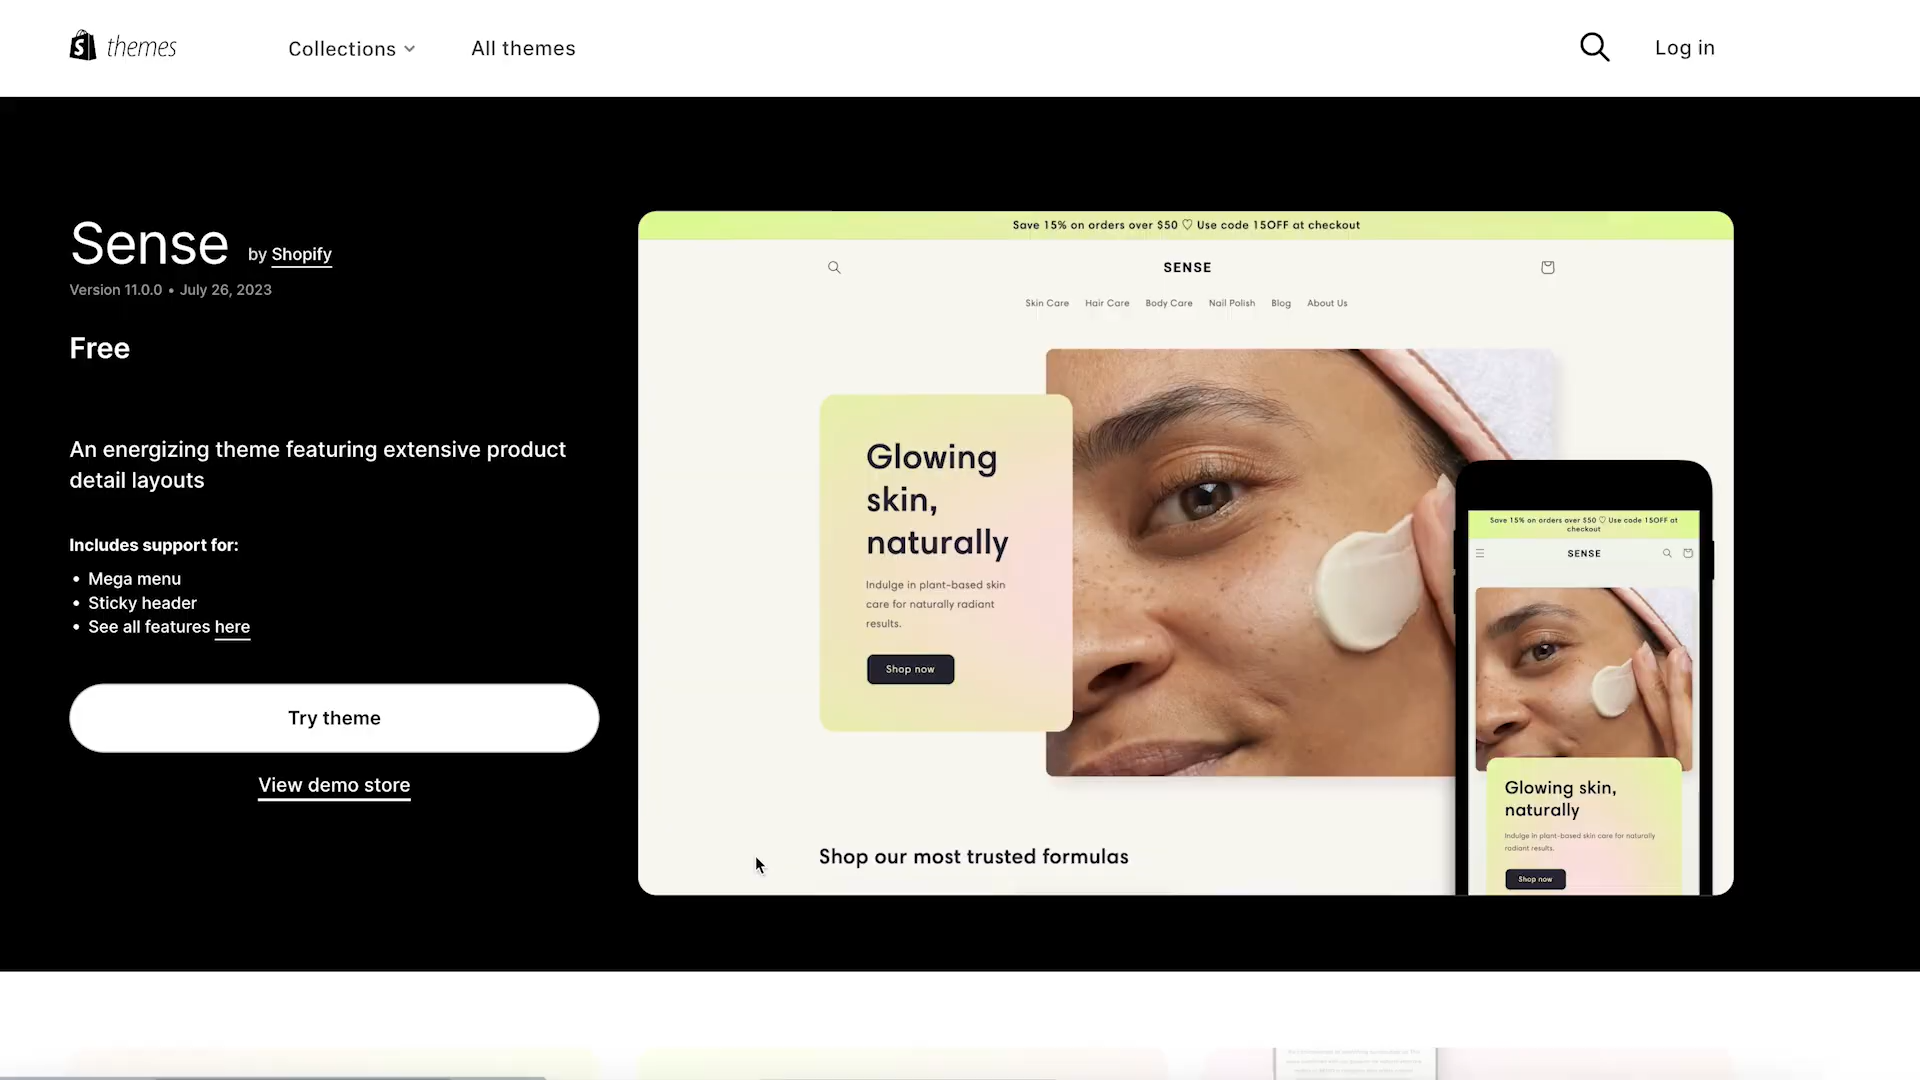 themes
Collections
All themes
Log in
Sense by Shopify
Version 11.0.0 • July 26, 2023
Free
An energizing theme featuring extensive product
detail layouts
Includes support for:
• Mega menu
• Sticky header
• See all features here
Try theme
View demo store
Save 15% on orders over $50 ♡ Use code 15OFF at checkout
SENSE
Skin Care Hair Care Body Care Nail Polish Blog About Us
Glowing
skin,
naturally
Indulge in plant-based skin
care for naturally radiant
results.
Shop now
Shop our most trusted formulas
Save 15% on orders over $50 ♡ Use code 15OFF at
checkout
SENSE
Glowing skin,
naturally
Indulge in plant-based skin care for naturally
radiant results.
Shop now